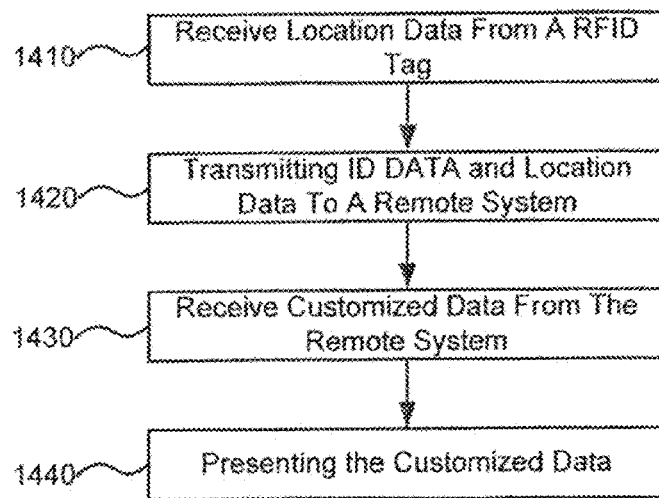 1410
Receive Location Data From A RFID
Tag
1420
Transmitting ID DATA and Location
Data To A Remote System
1430
Receive Customized Data From The
Remote System
1440
Presenting the Customized Data